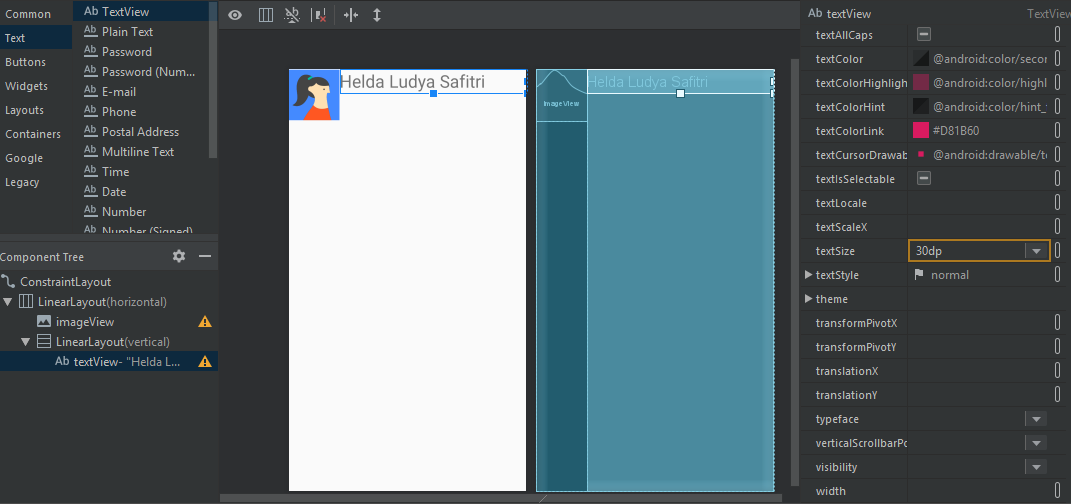 Common
Text
Buttons
Widgets
Layouts
Containers
Google
Legacy
Ab TextView
Ab Plain Text
Ab Password
Ab Password (Num...
Ab E-mail
Ab Phone
Ab Postal Address
Ab Multiline Text
Ab Time
Ab Date
Ab Number
Ab Number (Signed)
Component Tree
ConstraintLayout
LinearLayout(horizontal)
imageView
LinearLayout(vertical)
Ab textView- "Helda L...
Helda Ludya Safitri
Helda Ludya Safitri
ImageView
Ab textView TextView
textAllCaps
textColor @android:color/secor
textColorHighligh @android:color/highl
textColorHint @android:color/hint_
textColorLink #D81B60
textCursorDrawab @android:drawable/te
textIsSelectable
textLocale
textScaleX
textSize 30dp
textStyle normal
theme
transformPivotX
transformPivotY
translationX
translationY
typeface
verticalScrollbarPo
visibility
width